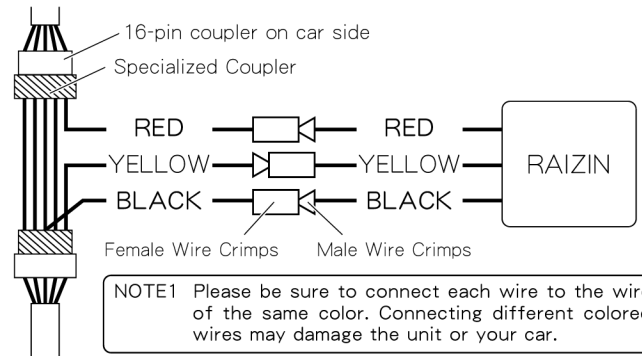 16-pin coupler on car side
Specialized Coupler
RED RED
YELLOW YELLOW RAIZIN
BLACK BLACK
Female Wire Crimps Male Wire Crimps
NOTE1 Please be sure to connect each wire to the wire
of the same color. Connecting different colored
wires may damage the unit or your car.